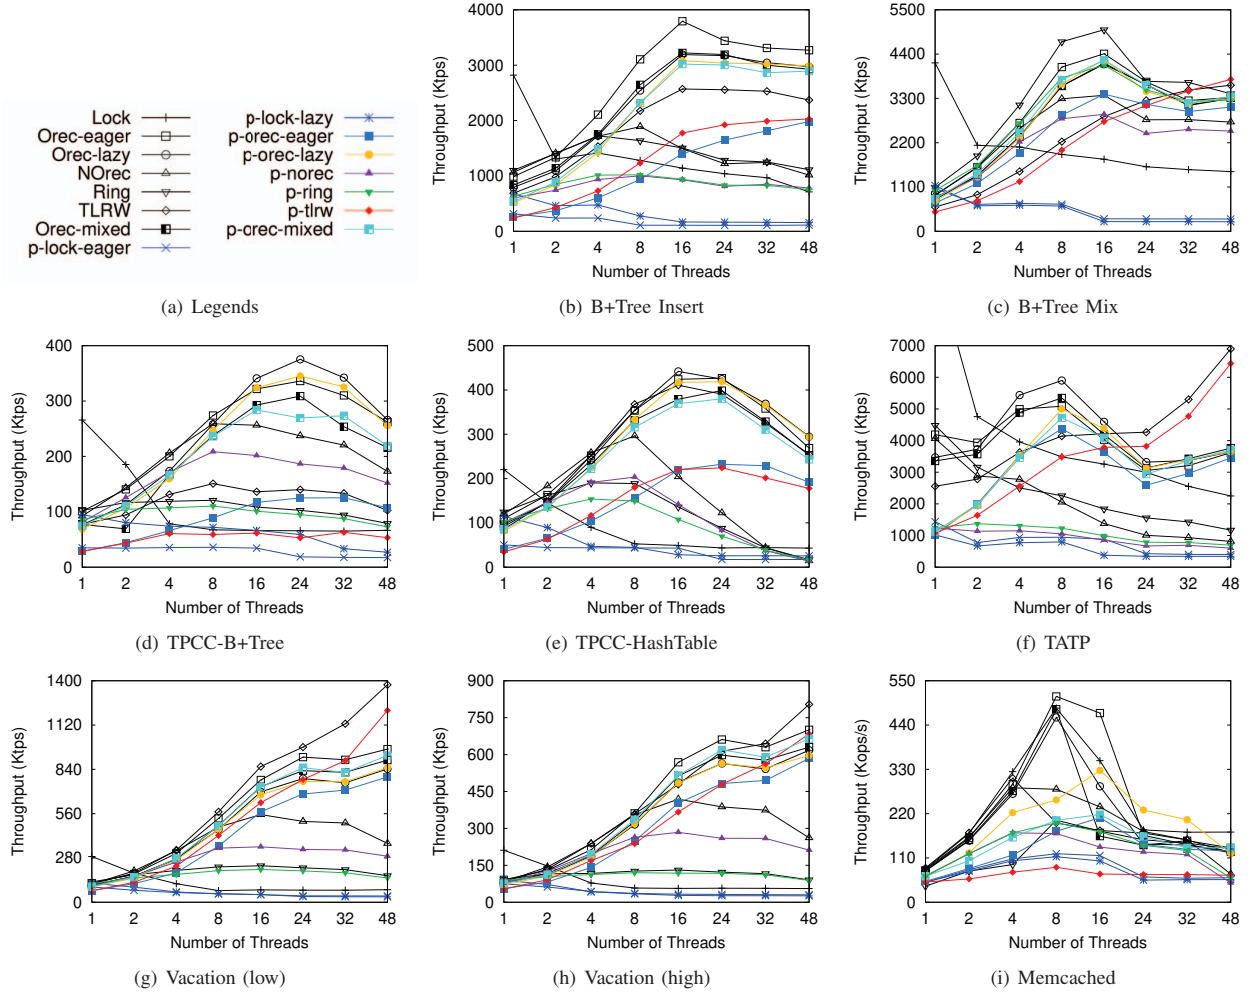 Lock
Orec-eager
Orec-lazy
NOrec
Ring
TLRW
Orec-mixed
p-lock-eager
p-lock-lazy
p-orec-eager
p-orec-lazy
p-norec
p-ring
p-tlrw
p-orec-mixed
(a) Legends
Throughput (Ktps)
4000
3000
2000
1000
0
1 2 4 8 16 24 32 48
Number of Threads
(b) B+Tree Insert
Throughput (Ktps)
5500
4400
3300
2200
1100
0
1 2 4 8 16 24 32 48
Number of Threads
(c) B+Tree Mix
Throughput (Ktps)
400
300
200
100
0
1 2 4 8 16 24 32 48
Number of Threads
(d) TPCC-B+Tree
Throughput (Ktps)
500
400
300
200
100
0
1 2 4 8 16 24 32 48
Number of Threads
(e) TPCC-HashTable
Throughput (Ktps)
7000
6000
5000
4000
3000
2000
1000
0
1 2 4 8 16 24 32 48
Number of Threads
(f) TATP
Throughput (Ktps)
1400
1120
840
560
280
0
1 2 4 8 16 24 32 48
Number of Threads
(g) Vacation (low)
Throughput (Ktps)
900
750
600
450
300
150
0
1 2 4 8 16 24 32 48
Number of Threads
(h) Vacation (high)
Throughput (Kops/s)
550
440
330
220
110
0
1 2 4 8 16 24 32 48
Number of Threads
(i) Memcached